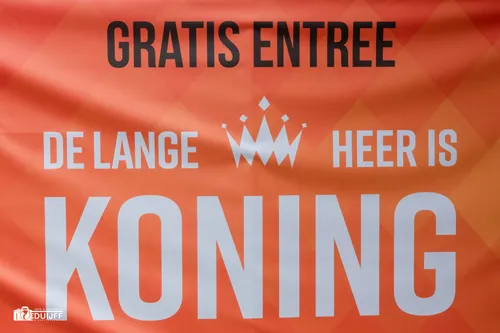 GRATIS ENTREE
DE LANGE HEER IS
KONING